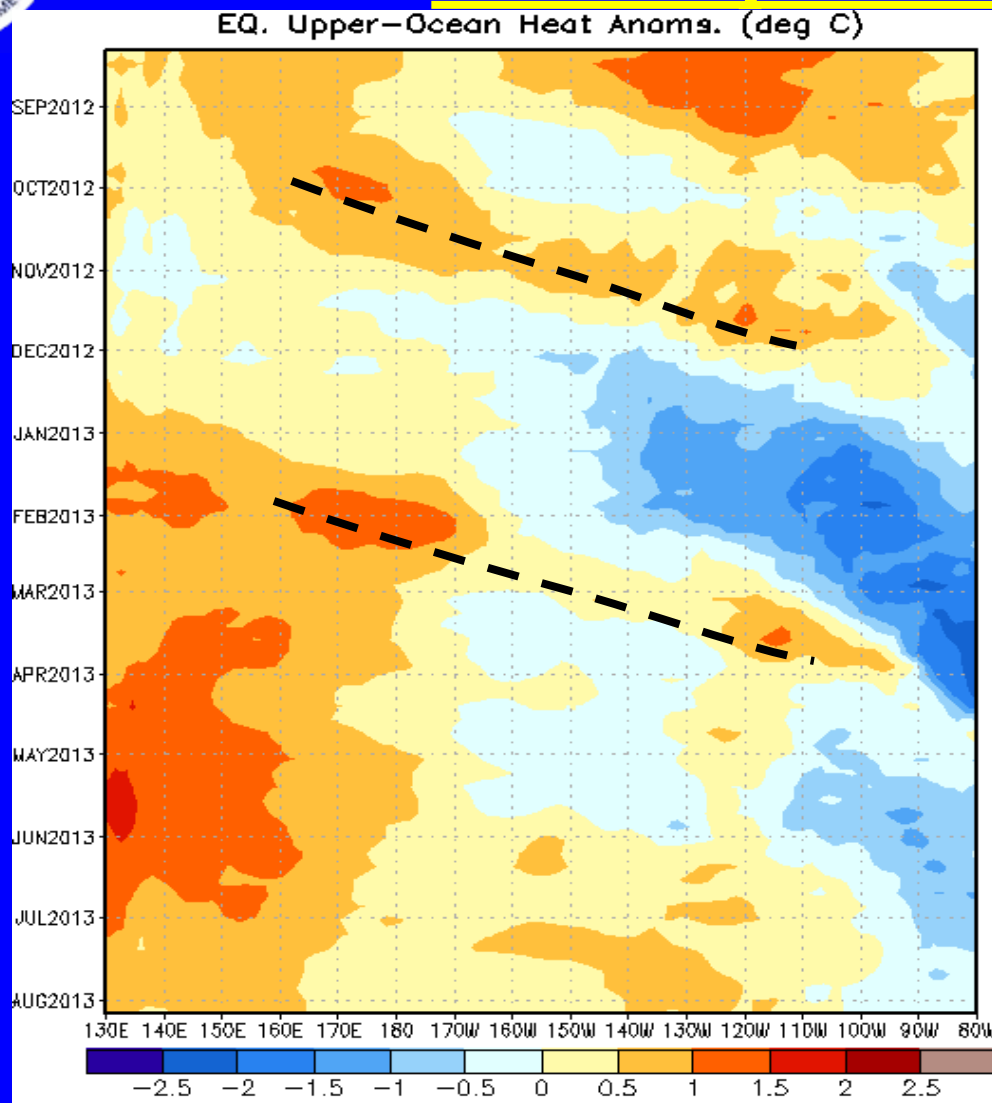 EQ. Upper-Ocean Heat Anoms. (deg C)
SEP2012
OCT2012
NOV2012
DEC2012
JAN2013
FEB2013
MAR2013
APR2013
MAY2013
JUN2013
JUL2013
AUG2013
130E 140E 150E 160E 170E 180 170W 160W 150W 140W 130W 120W 110W 100W 90W 80W
-2.5 -2 -1.5 -1 -0.5 0 0.5 1 1.5 2 2.5